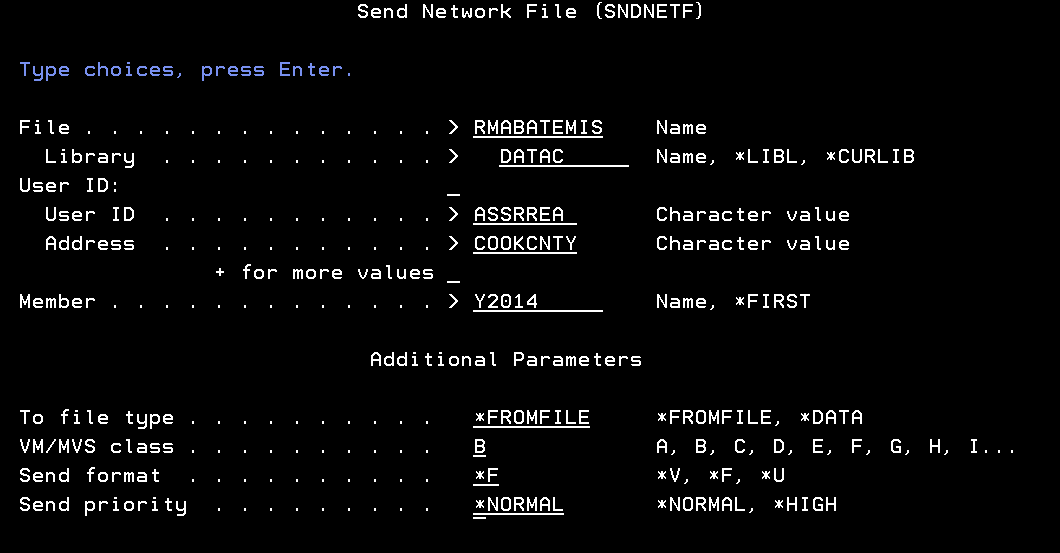 Send Network File (SNDNETF)
Type choices, press Enter.
File . . . . . . . . . . . . . . > RMABATEMIS Name
Library . . . . . . . . . . . > DATAC Name, *LIBL, *CURLIB
User ID:
User ID . . . . . . . . . . . > ASSRREA Character value
Address . . . . . . . . . . . > COOKCNTY Character value
+ for more values
Member . . . . . . . . . . . . . > Y2014 Name, *FIRST
Additional Parameters
To file type . . . . . . . . . . *FROMFILE *FROMFILE, *DATA
VM/MVS class . . . . . . . . . . B A, B, C, D, E, F, G, H, I...
Send format . . . . . . . . . . *F *V, *F, *U
Send priority . . . . . . . . . *NORMAL *NORMAL, *HIGH